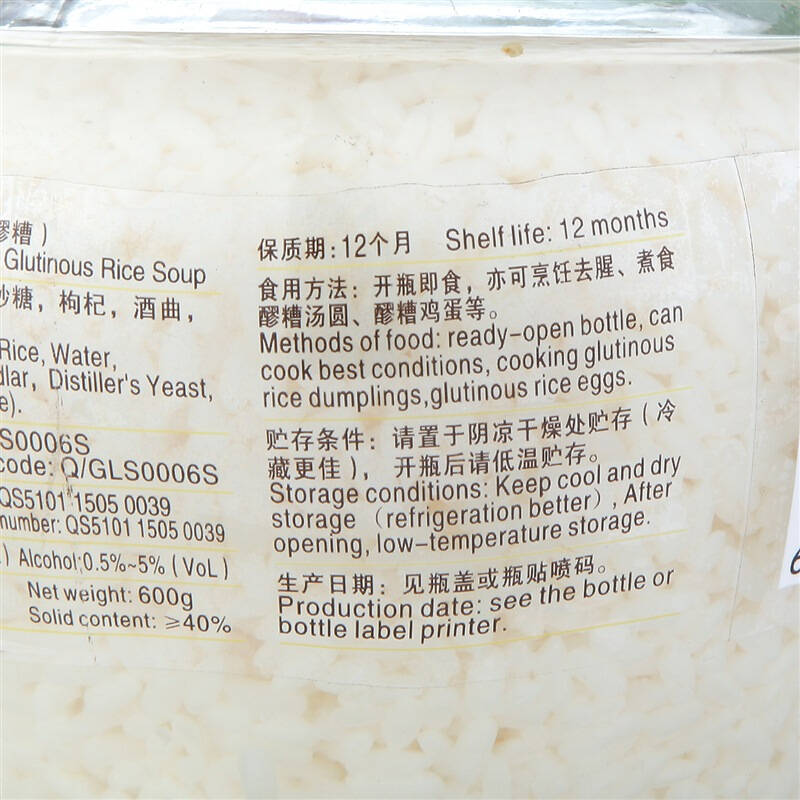 醪糟)
Glutinous Rice Soup
砂糖，枸杞，酒曲，
Rice, Water,
dlar, Distiller's Yeast,
e).
S0006S
code: Q/GLS0006S
QS5101 1505 0039
number: QS5101 1505 0039
) Alcohol:0.5%~5% (VoL)
Net weight: 600g
Solid content: ≥40%
保质期:12个月 Shelf life: 12 months
食用方法：开瓶即食，亦可烹饪去腥、煮食
醪糟汤圆、醪糟鸡蛋等。
Methods of food: ready-open bottle, can
cook best conditions, cooking glutinous
rice dumplings,glutinous rice eggs.
贮存条件：请置于阴凉干燥处贮存(冷
藏更佳)，开瓶后请低温贮存。
Storage conditions: Keep cool and dry
storage （refrigeration better）, After
opening, low-temperature storage.
生产日期：见瓶盖或瓶贴喷码。
Production date: see the bottle or
bottle label printer.